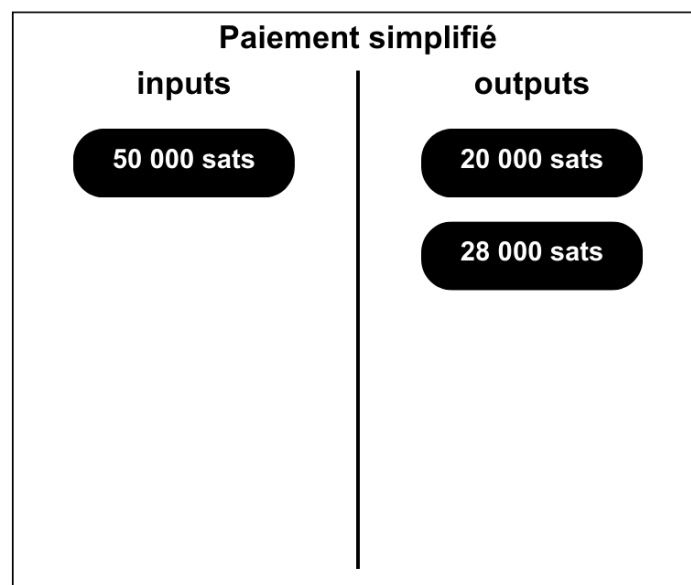 Paiement simplifié
inputs
outputs
50 000 sats
20 000 sats
28 000 sats